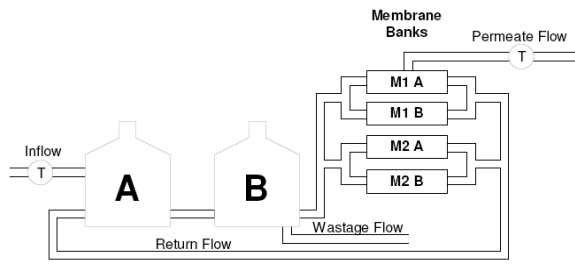 Membrane
Banks
Permeate Flow
T
M1 A
M1 B
M2 A
M2 B
Inflow
T
A
B
Wastage Flow
Return Flow